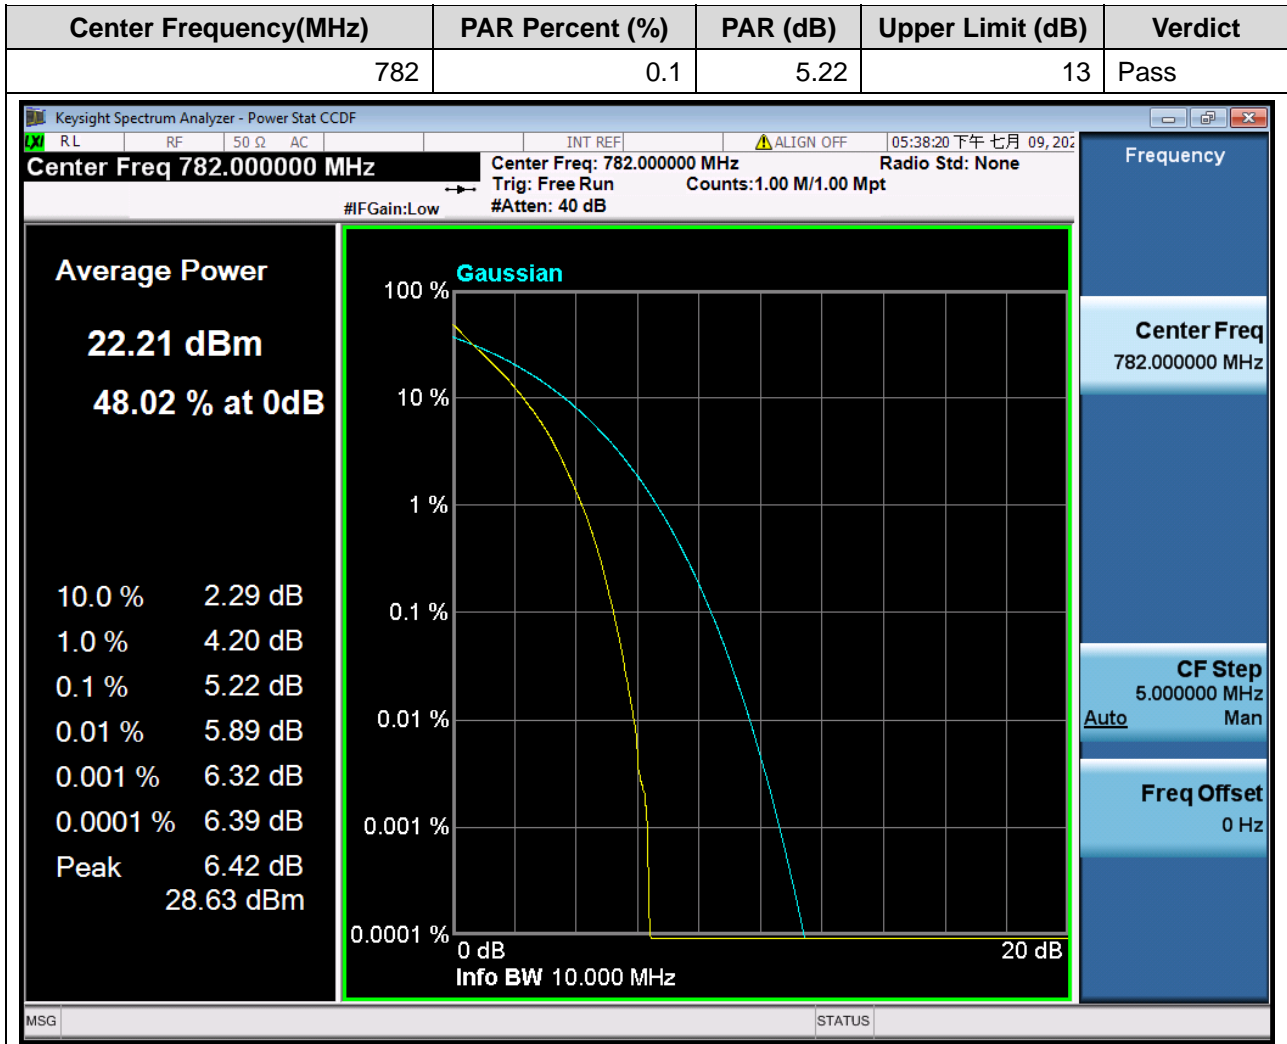 Center Frequency(MHz) PAR Percent (%) PAR (dB) Upper Limit (dB) Verdict
782 0.1 5.22 13 Pass
Keysight Spectrum Analyzer - Power Stat CCDF
LXI RL RF 50 Ω AC INT REF ALIGN OFF 05:38:20 下午 七月 09, 202
Center Freq 782.000000 MHz
Center Freq: 782.000000 MHz Radio Std: None
Trig: Free Run Counts:1.00 M/1.00 Mpt
#IFGain:Low #Atten: 40 dB
Frequency
Average Power
22.21 dBm
48.02 % at 0dB
10.0 % 2.29 dB
1.0 % 4.20 dB
0.1 % 5.22 dB
0.01 % 5.89 dB
0.001 % 6.32 dB
0.0001 % 6.39 dB
Peak 6.42 dB
28.63 dBm
Gaussian
100 %
10 %
1 %
0.1 %
0.01 %
0.001 %
0.0001 %
0 dB 20 dB
Info BW 10.000 MHz
Center Freq
782.000000 MHz
CF Step
5.000000 MHz
Auto Man
Freq Offset
0 Hz
MSG STATUS